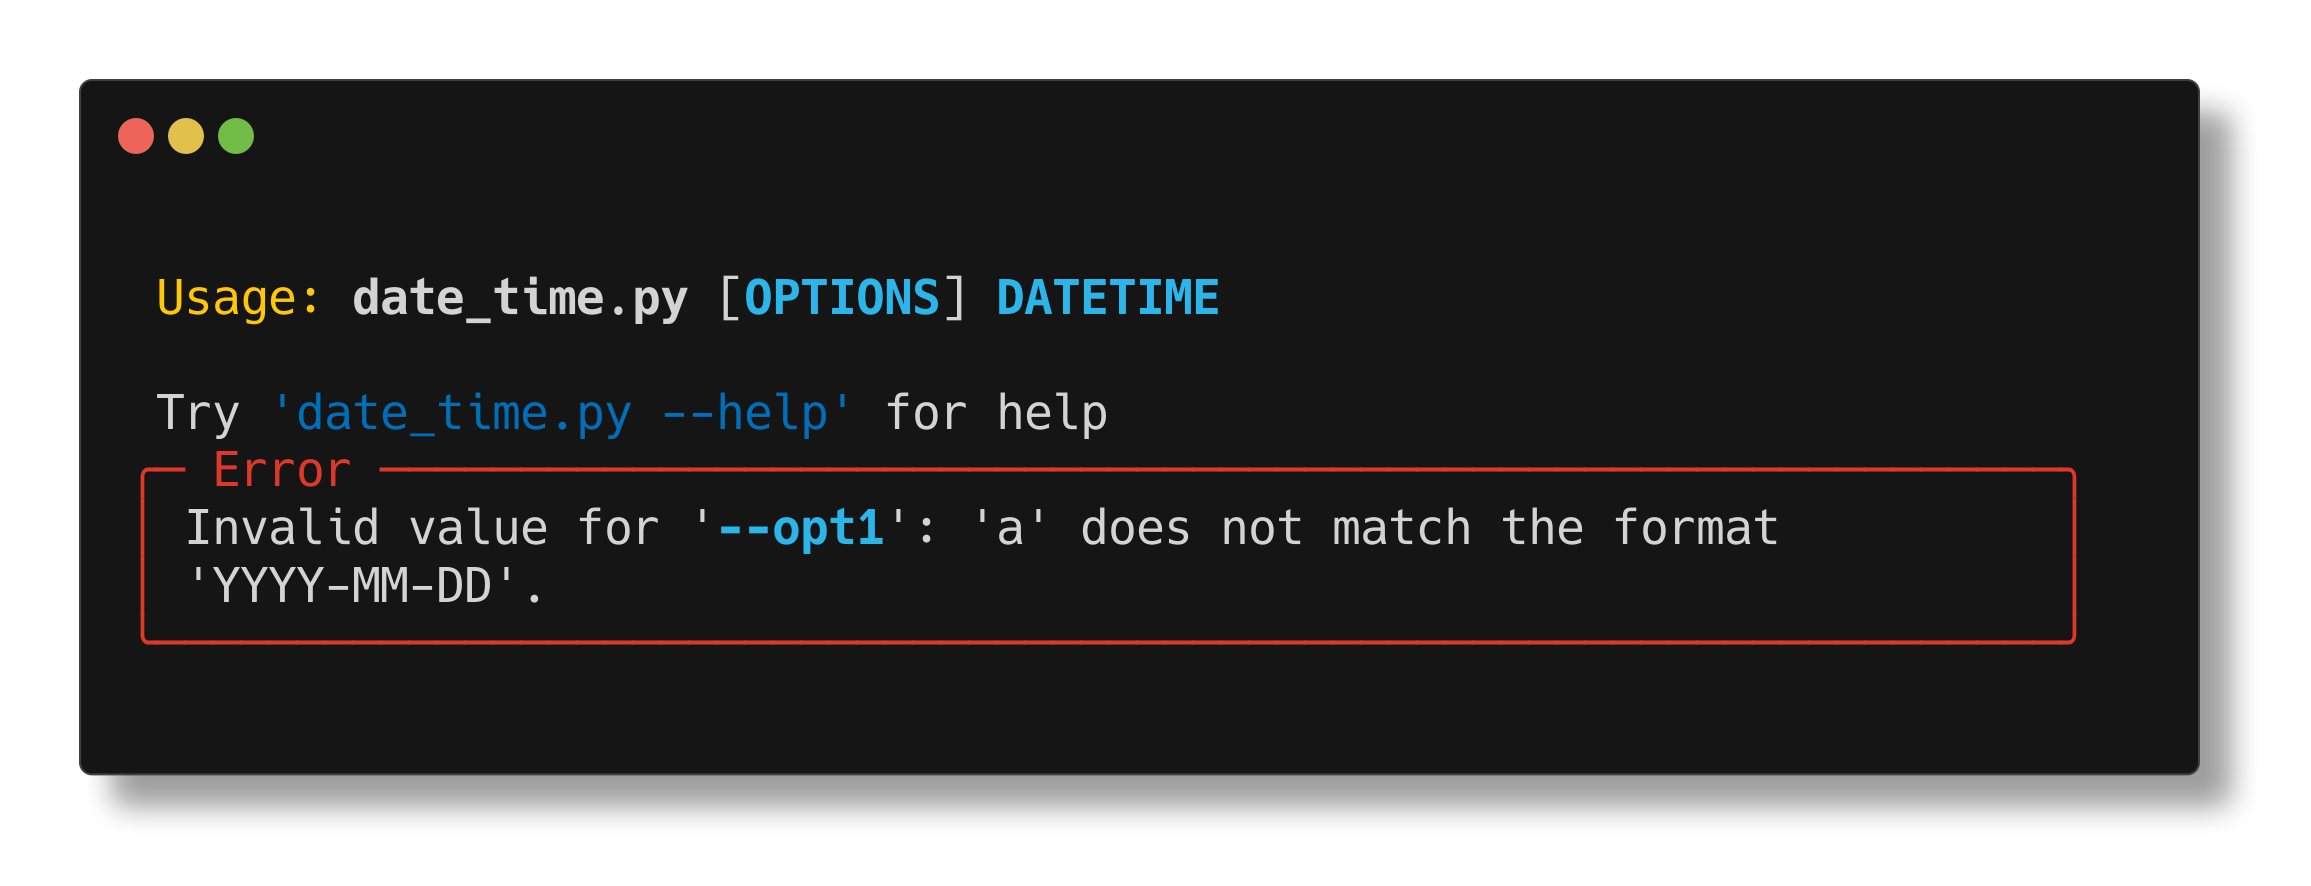 Usage: date_time.py [OPTIONS] DATETIME
Try 'date_time.py --help' for help
Error
Invalid value for '--opt1': 'a' does not match the format
'YYYY-MM-DD'.